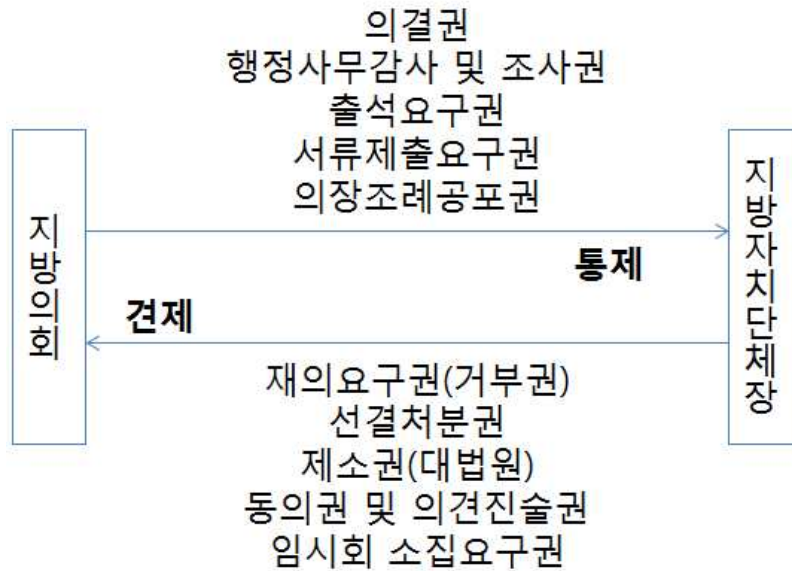 의결권
행정사무감사 및 조사권
출석요구권
서류제출요구권
의장조례공포권
지방의회
통제
견제
지방자치단체장
재의요구권(거부권)
선결처분권
제소권(대법원)
동의권 및 의견진술권
임시회 소집요구권